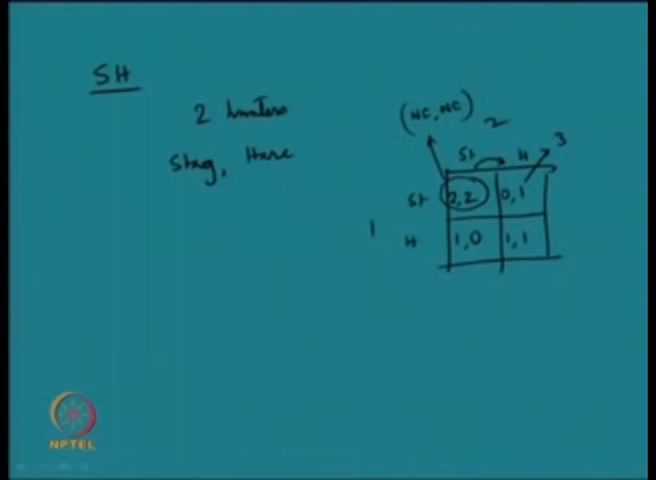 SH
2 hunters
Stag, Hare
(NC, NC)
2
3
St H
St 2,2 0,1
1
H 1,0 1,1
NPTEL